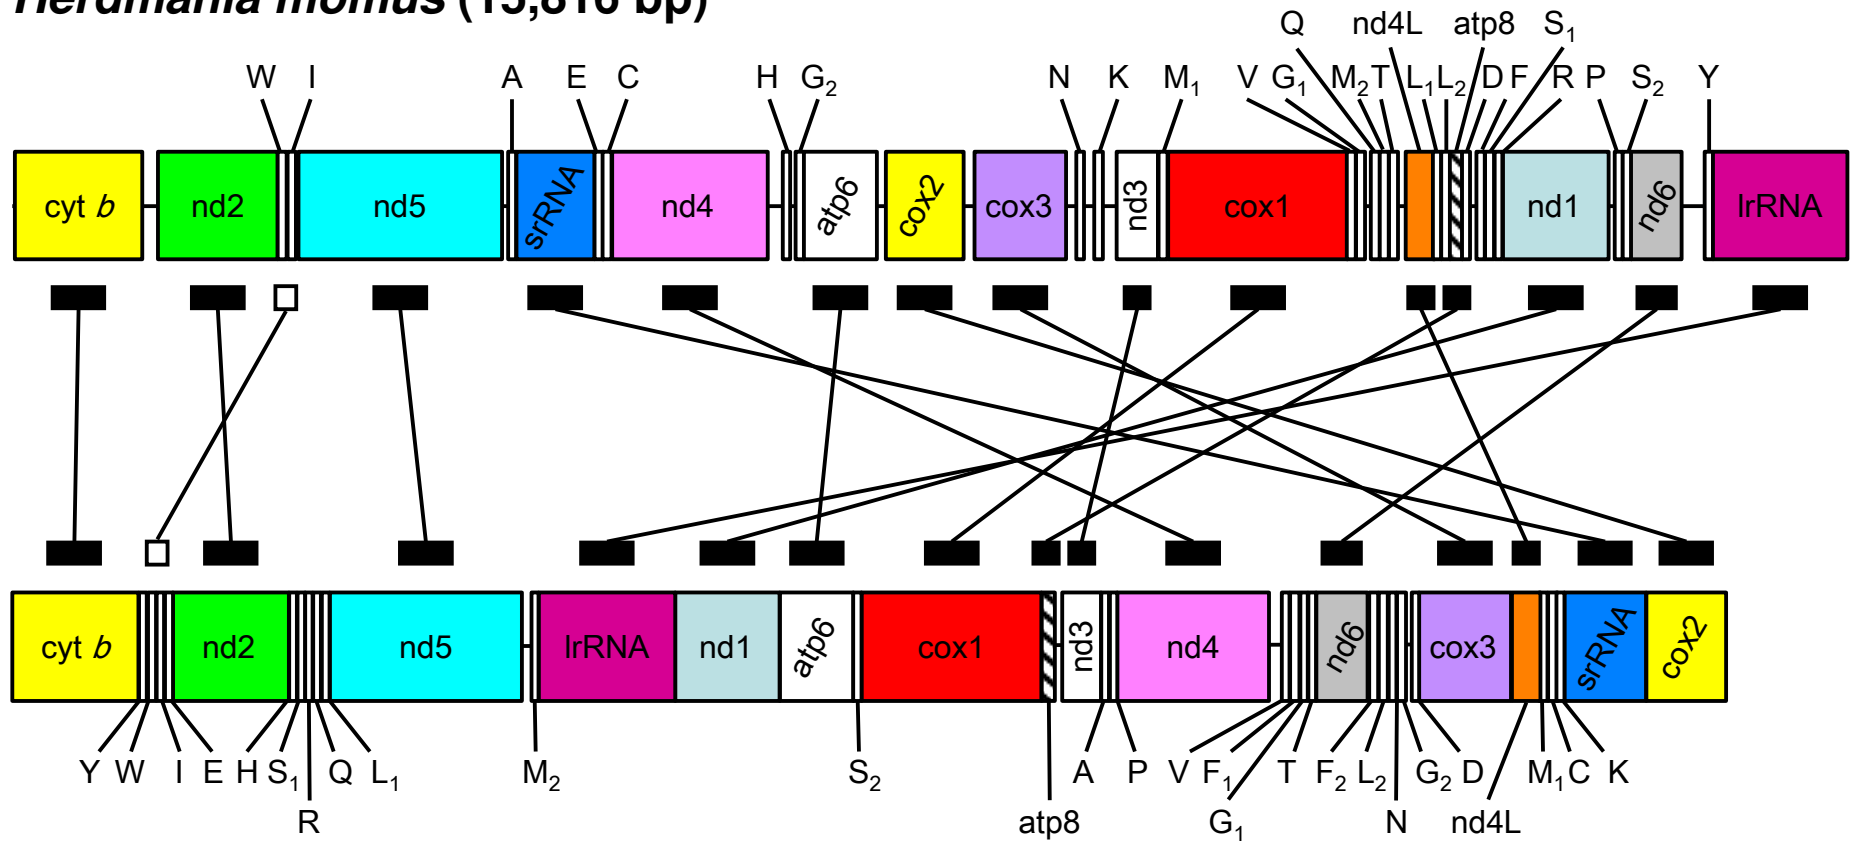 Herdmania momus (15,816 bp)
Q nd4L atp8 S1
W I A E C H G2 N K M1 V G1 M2 T L1 L2 D F R P S2 Y
cyt b nd2 nd5 srRNA nd4 atp6 cox2 cox3 nd3 cox1 nd1 nd6 lrRNA
cyt b nd2 nd5 lrRNA nd1 atp6 cox1 nd3 nd4 nd6 cox3 srRNA cox2
Y W I E H S1 Q L1 M2 S2 A P V F1 T F2 L2 G2 D M1 C K
R atp8 G1 N nd4L